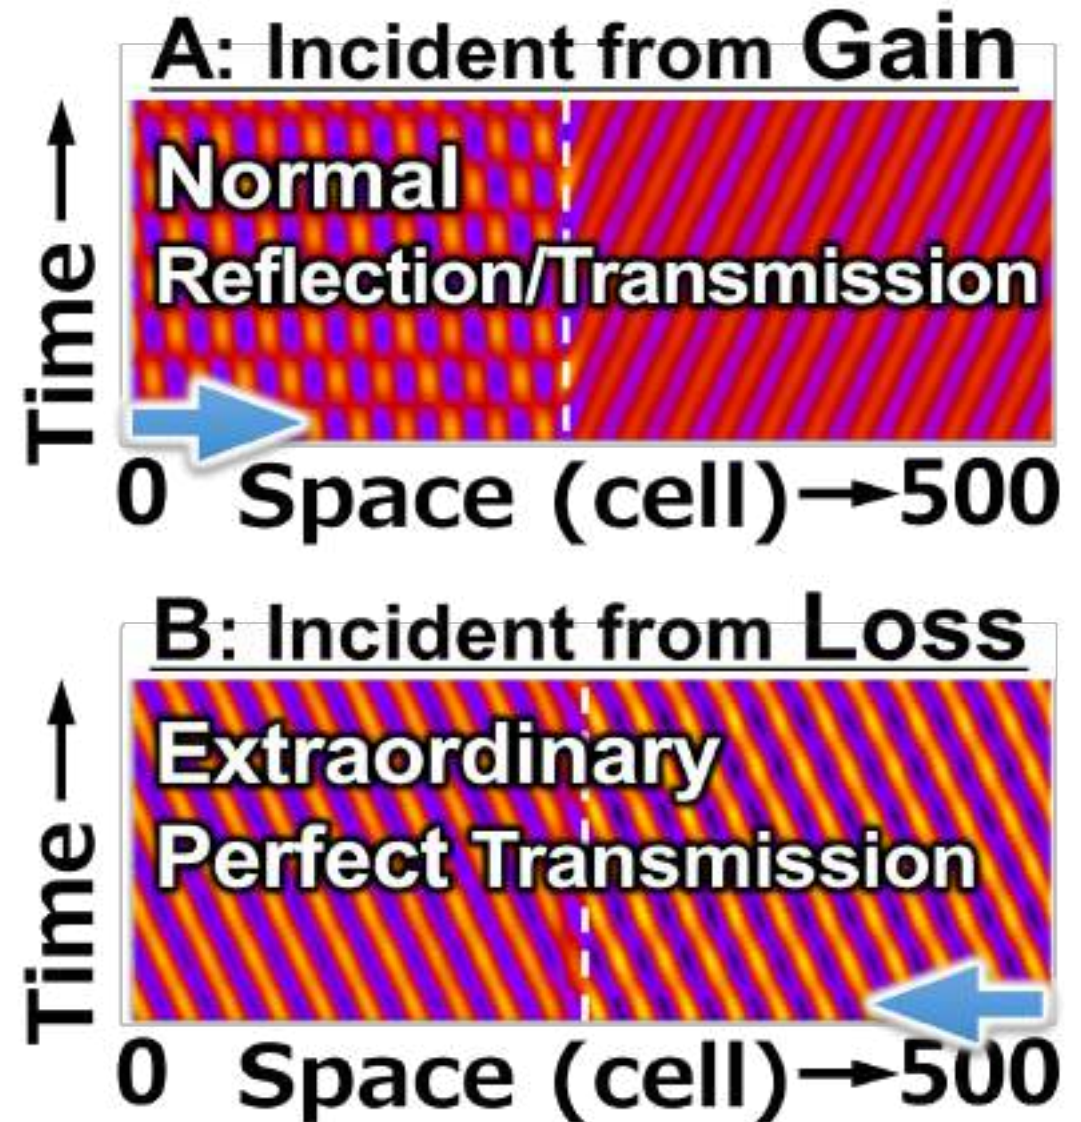 A: Incident from Gain
Normal
Reflection/Transmission
Time →
0 Space (cell)→500
B: Incident from Loss
Extraordinary
Perfect Transmission
Time →
0 Space (cell)→500